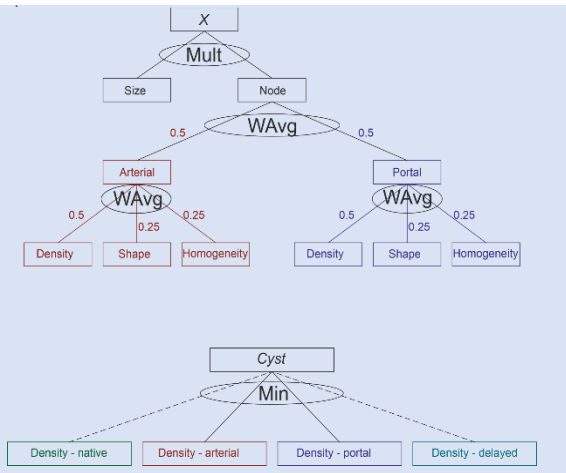 X
Mult
Size
Node
WAvg
0.5
0.5
Arterial
Portal
WAvg
WAvg
0.5
0.25
0.25
0.5
0.25
0.25
Density
Shape
Homogeneity
Density
Shape
Homogeneity
Cyst
Min
Density - native
Density - arterial
Density - portal
Density - delayed